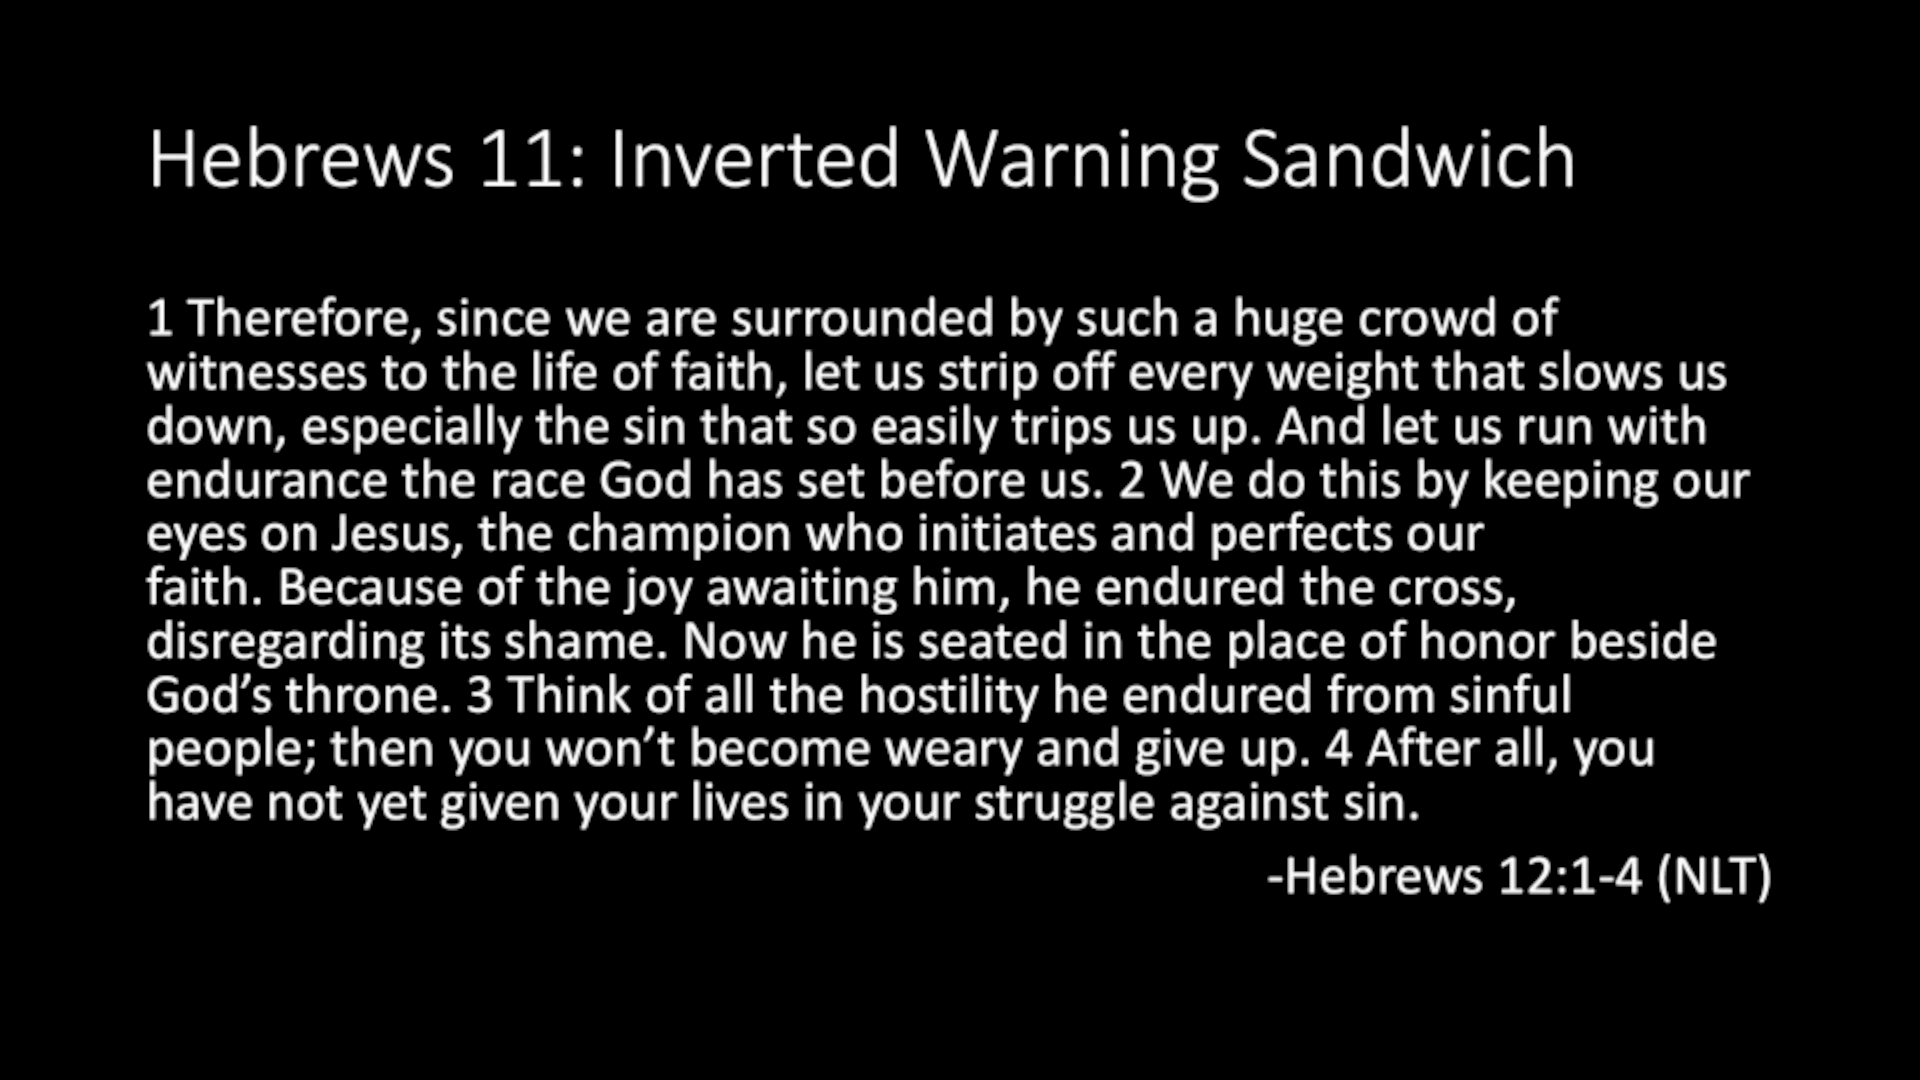 Hebrews 11: Inverted Warning Sandwich
1 Therefore, since we are surrounded by such a huge crowd of
witnesses to the life of faith, let us strip off every weight that slows us
down, especially the sin that so easily trips us up. And let us run with
endurance the race God has set before us. 2 We do this by keeping our
eyes on Jesus, the champion who initiates and perfects our
faith. Because of the joy awaiting him, he endured the cross,
disregarding its shame. Now he is seated in the place of honor beside
God’s throne. 3 Think of all the hostility he endured from sinful
people; then you won’t become weary and give up. 4 After all, you
have not yet given your lives in your struggle against sin.
-Hebrews 12:1-4 (NLT)